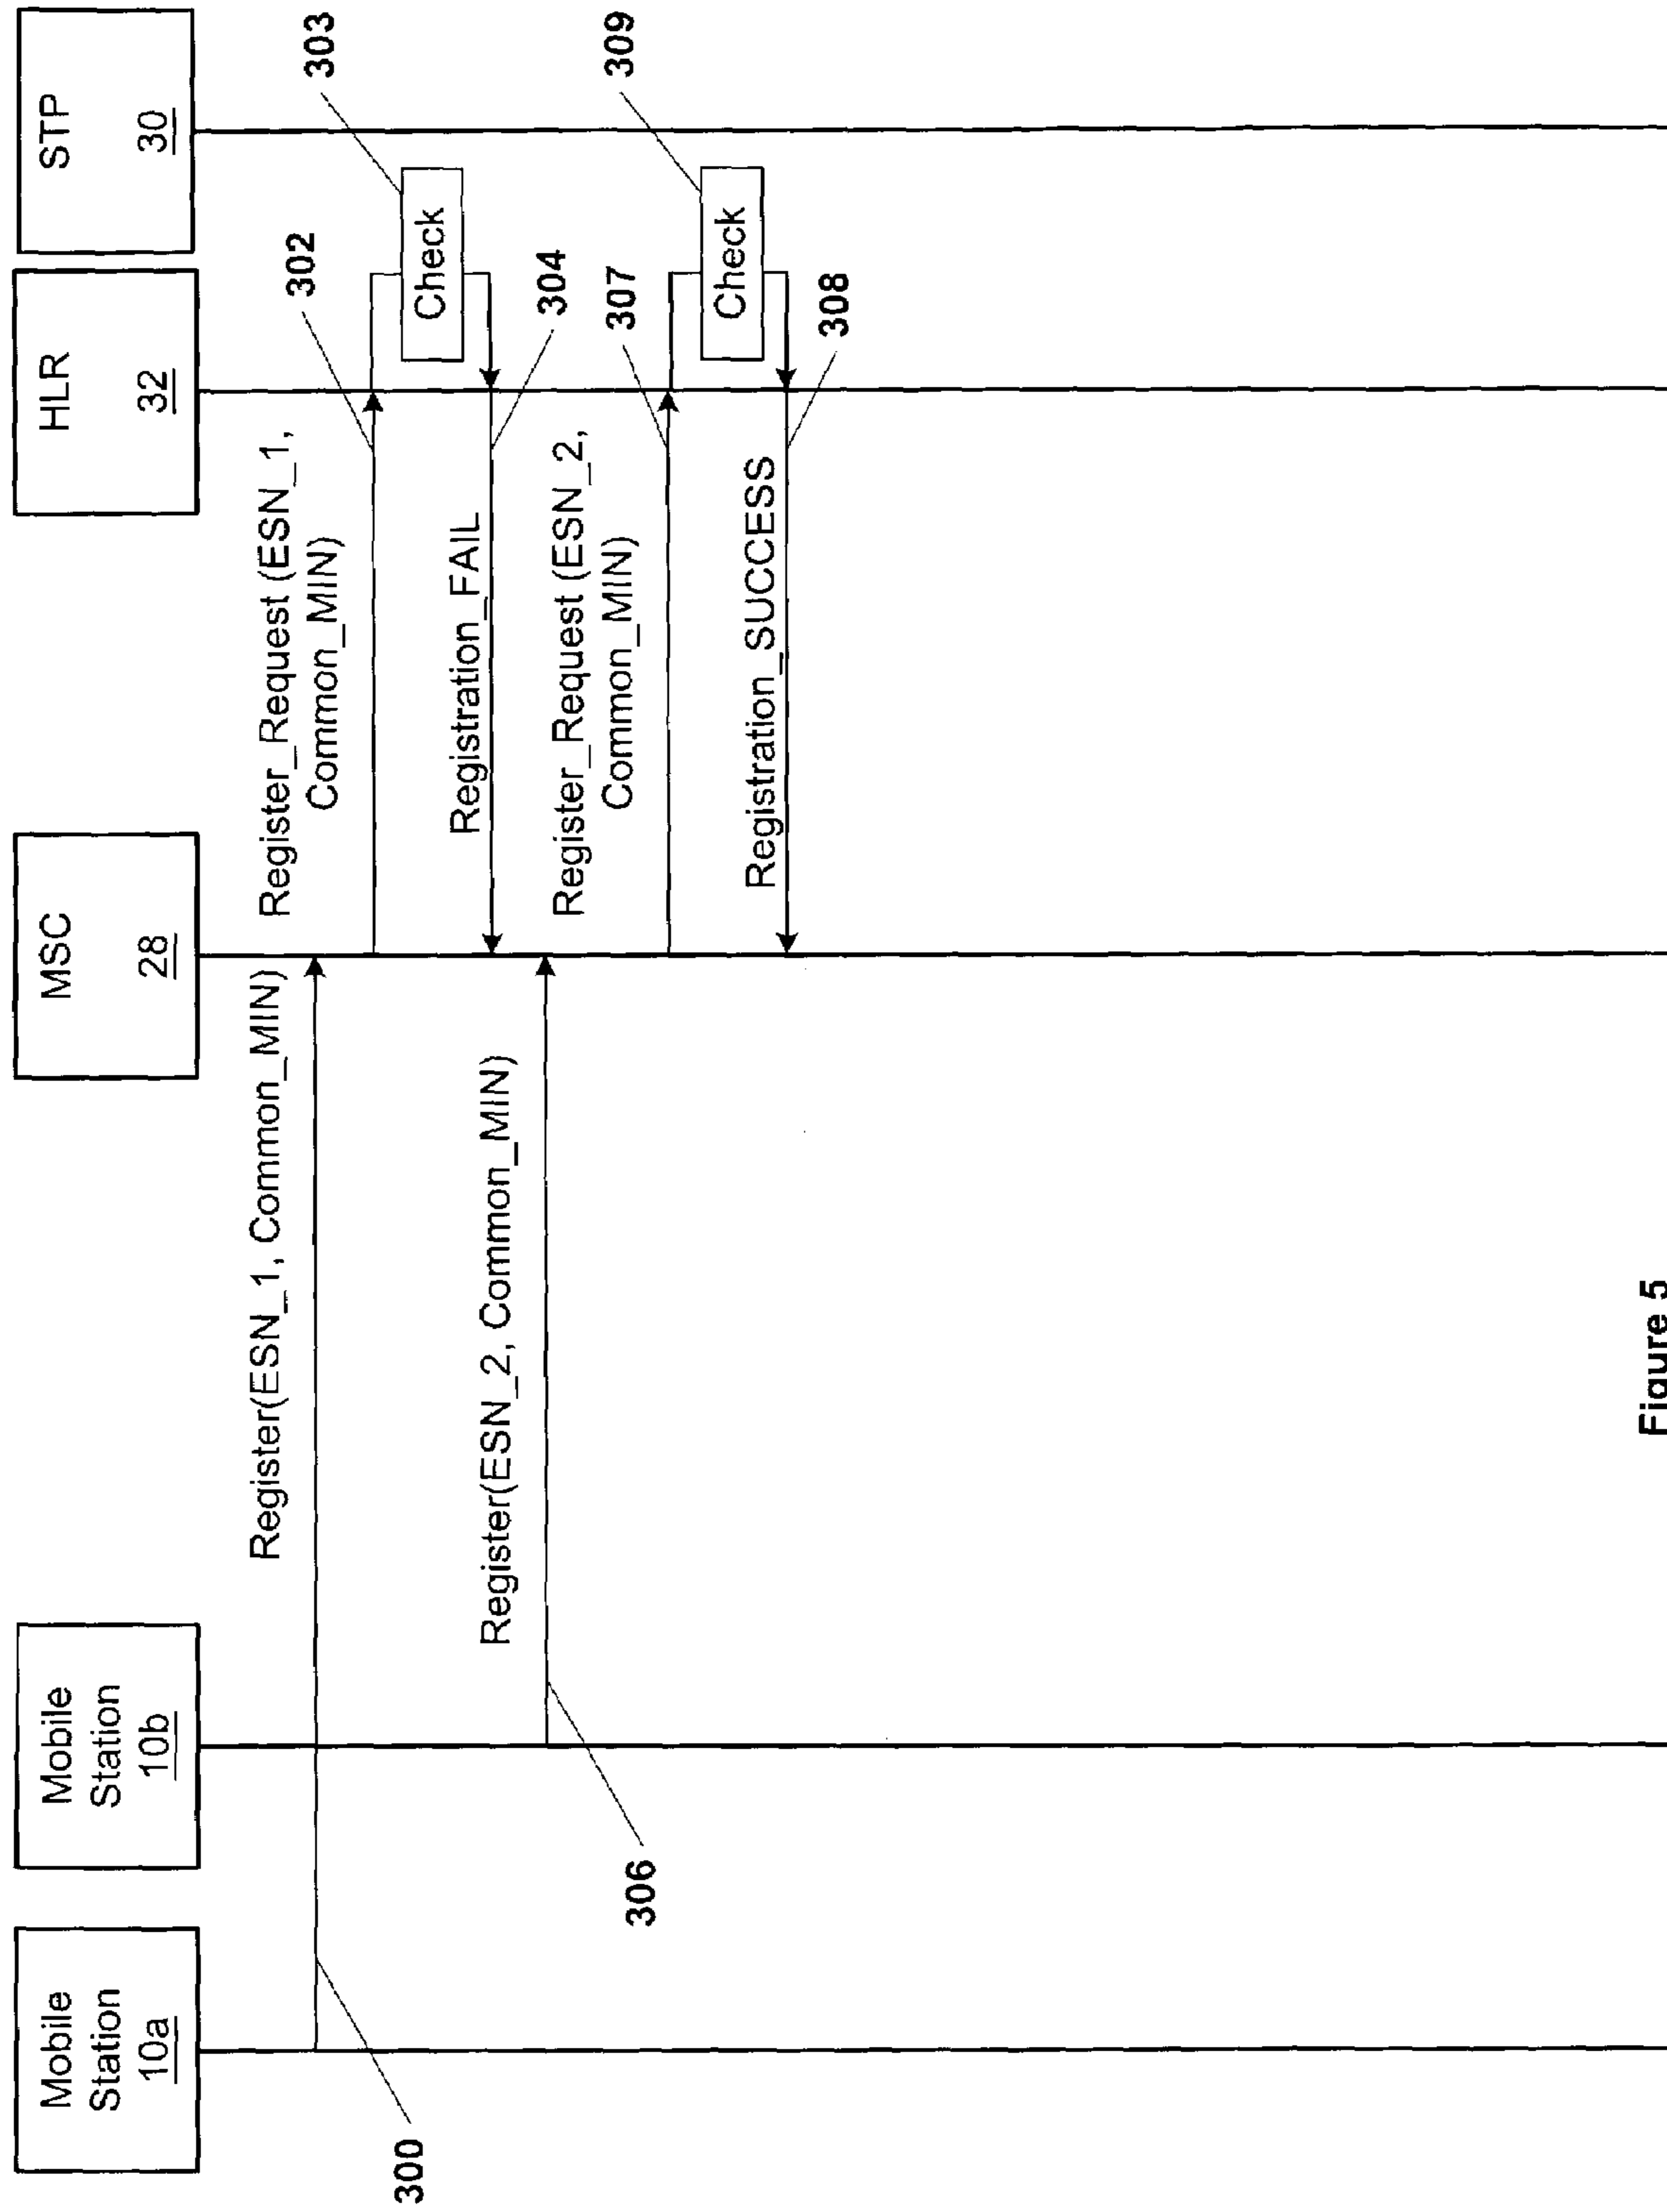 Mobile
Station
10a
Mobile
Station
10b
MSC
28
HLR
32
STP
30
Register(ESN_1, Common_MIN)
300
Register_Request (ESN_1,
Common_MIN)
302
Check
303
Registration_FAIL
304
Register(ESN_2, Common_MIN)
306
Register_Request (ESN_2,
Common_MIN)
307
Check
309
Registration_SUCCESS
308
Figure 5